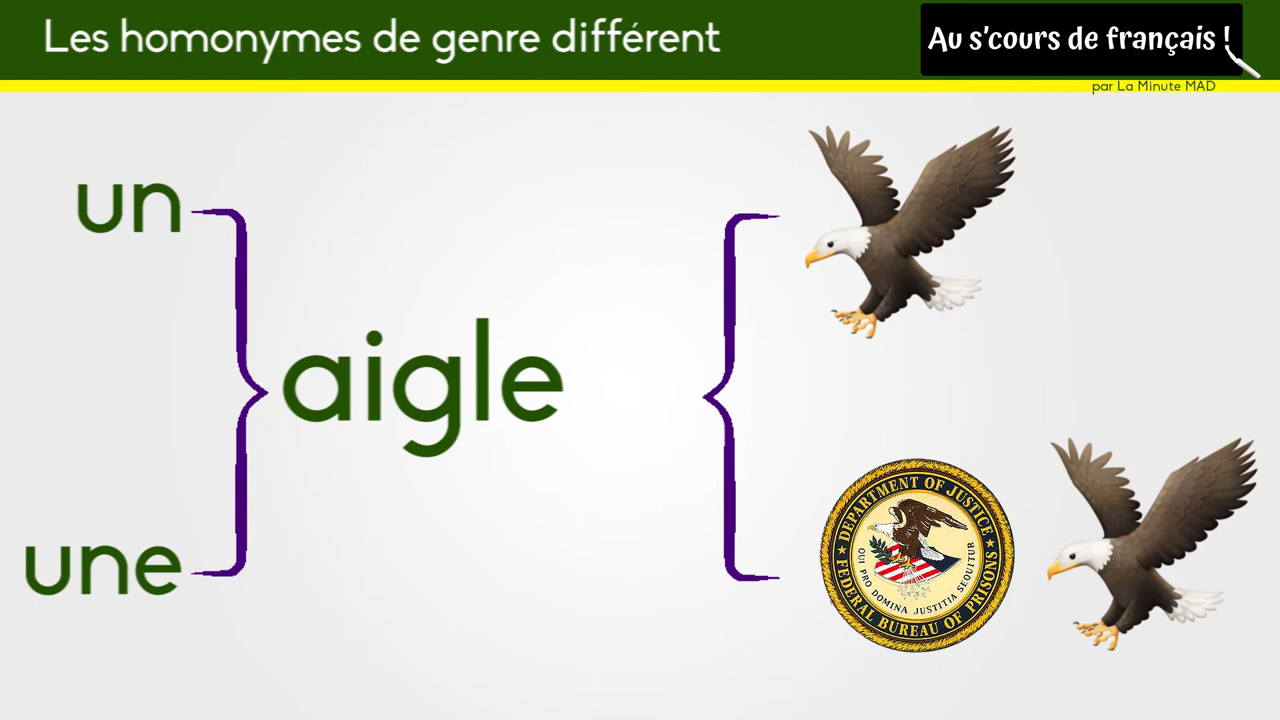 Les homonymes de genre différent
Au s'cours de français !
par La Minute MAD
un
aigle
une
DEPARTMENT OF JUSTICE
QUI PRO DOMINA JUSTITIA SEQUITUR
FEDERAL BUREAU OF PRISONS